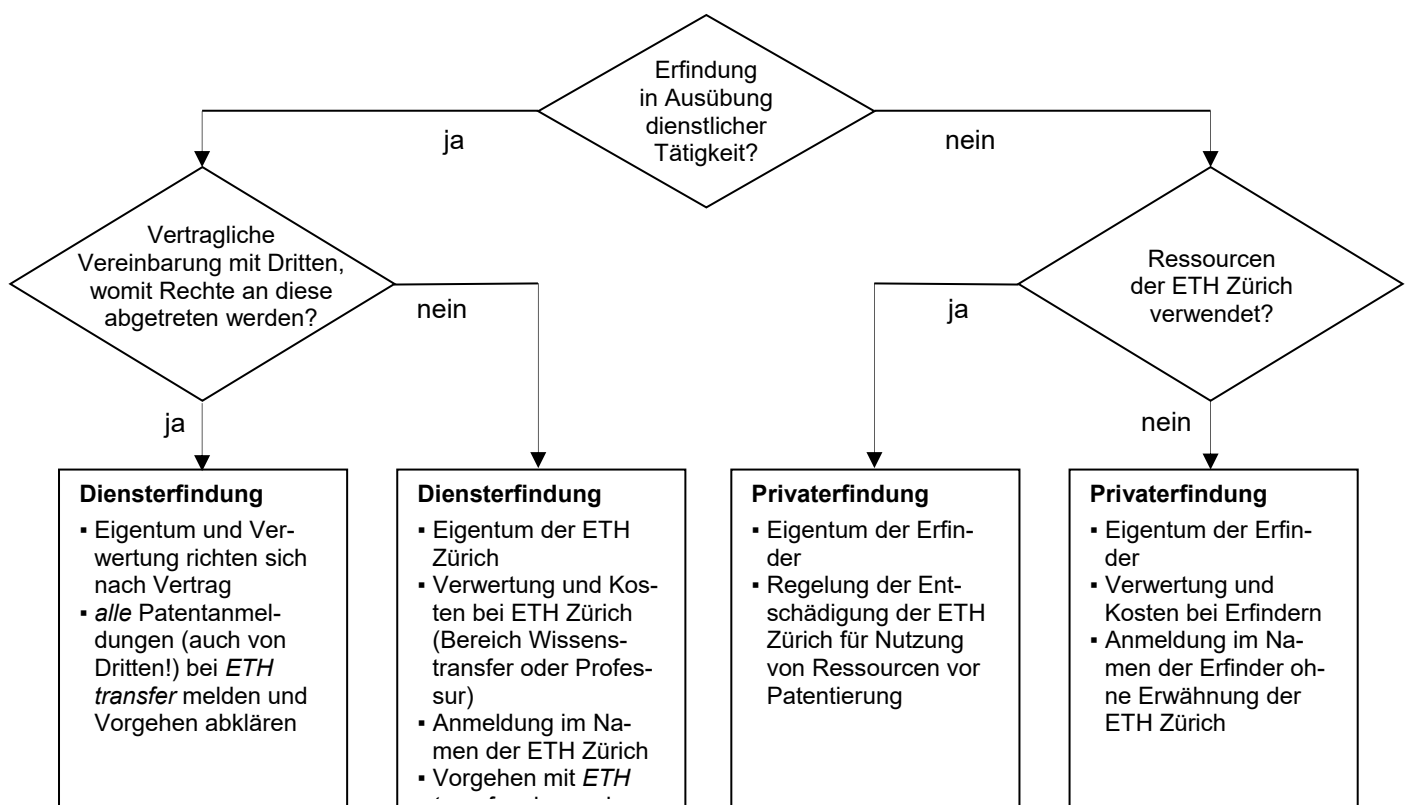 Erfindung
in Ausübung
dienstlicher
Tätigkeit?
ja
nein
Vertragliche
Vereinbarung mit Dritten,
womit Rechte an diese
abgetreten werden?
nein
ja
Ressourcen
der ETH Zürich
verwendet?
ja
nein
Diensterfindung
▪ Eigentum und Ver-
wertung richten sich
nach Vertrag
▪ alle Patentanmel-
dungen (auch von
Dritten!) bei ETH
transfer melden und
Vorgehen abklären
Diensterfindung
▪ Eigentum der ETH
Zürich
▪ Verwertung und Kos-
ten bei ETH Zürich
(Bereich Wissens-
transfer oder Profes-
sur)
▪ Anmeldung im Na-
men der ETH Zürich
▪ Vorgehen mit ETH
Privaterfindung
▪ Eigentum der Erfin-
der
▪ Regelung der Ent-
schädigung der ETH
Zürich für Nutzung
von Ressourcen vor
Patentierung
Privaterfindung
▪ Eigentum der Erfin-
der
▪ Verwertung und
Kosten bei Erfindern
▪ Anmeldung im Na-
men der Erfinder oh-
ne Erwähnung der
ETH Zürich